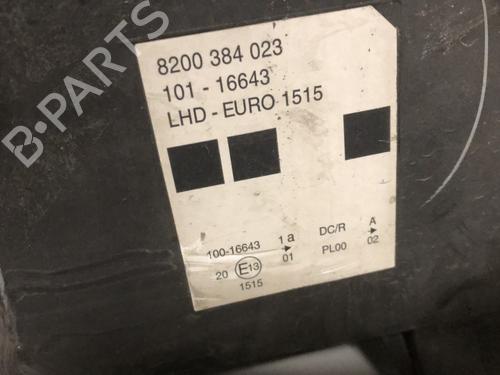 B-PARTS
8200 384 023
101 - 16643
LHD - EURO 1515
100-16643 1a DC/R A
01 PL00 02
20 E13
1515